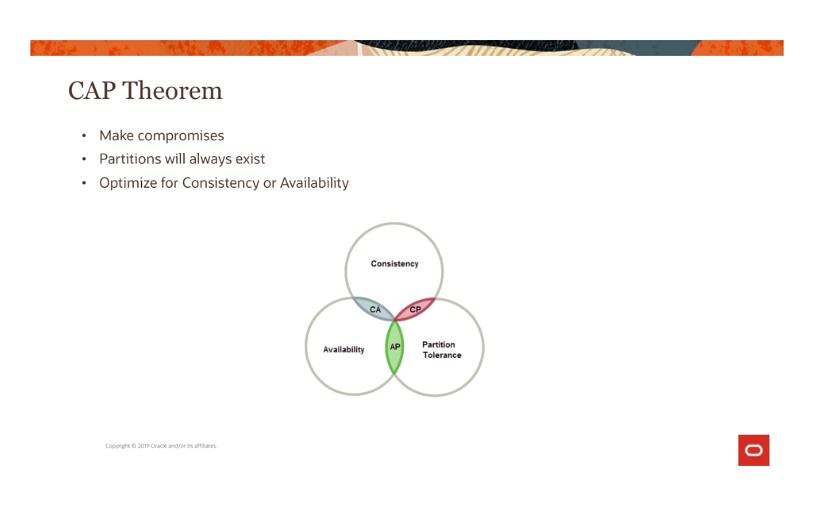 CAP Theorem
• Make compromises
• Partitions will always exist
• Optimize for Consistency or Availability
Consistency
CA
CP
Availability
AP
Partition
Tolerance
Copyright © 2019 Oracle and/or its affiliates.